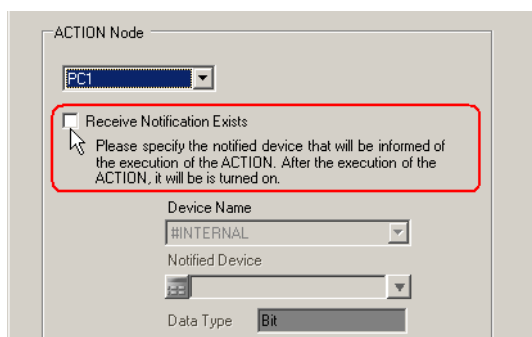 ACTION Node
PC1
Receive Notification Exists
Please specify the notified device that will be informed of
the execution of the ACTION. After the execution of the
ACTION, it will be is turned on.
Device Name
#INTERNAL
Notified Device
Data Type Bit